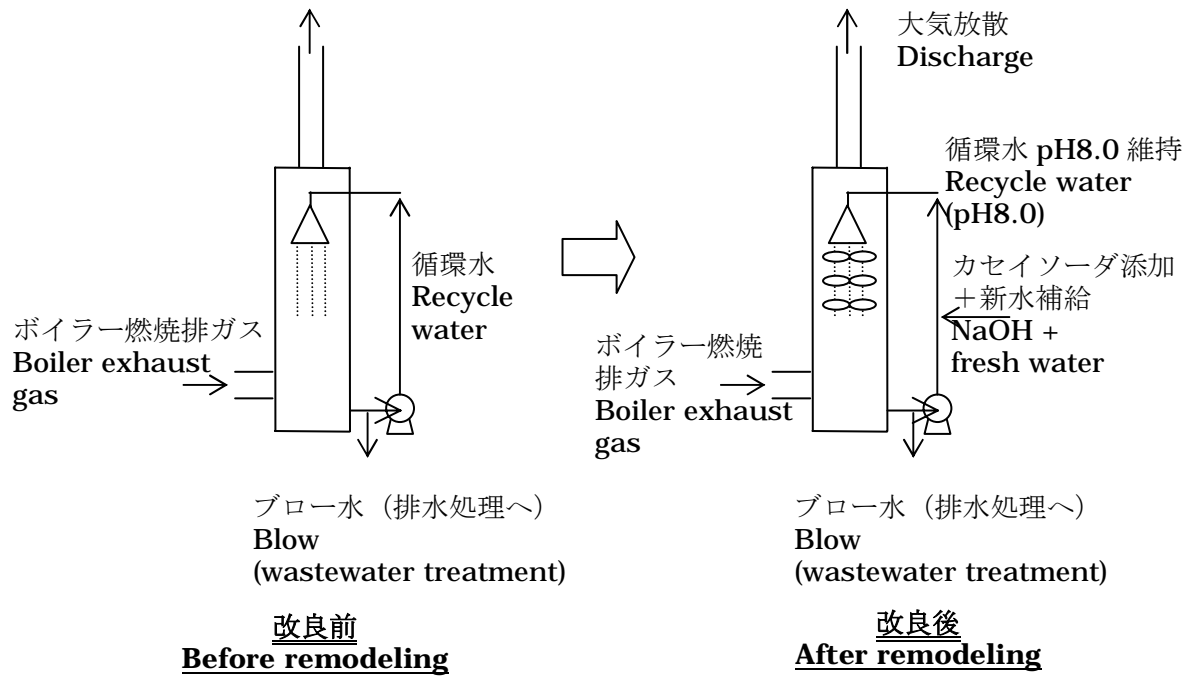 循環水
Recycle
water
ボイラー燃焼排ガス
Boiler exhaust
gas
ブロー水（排水処理へ）
Blow
(wastewater treatment)
改良前
Before remodeling
大気放散
Discharge
循環水 pH8.0 維持
Recycle water
(pH8.0)
カセイソーダ添加
＋新水補給
NaOH +
fresh water
ボイラー燃焼
排ガス
Boiler exhaust
gas
ブロー水（排水処理へ）
Blow
(wastewater treatment)
改良後
After remodeling